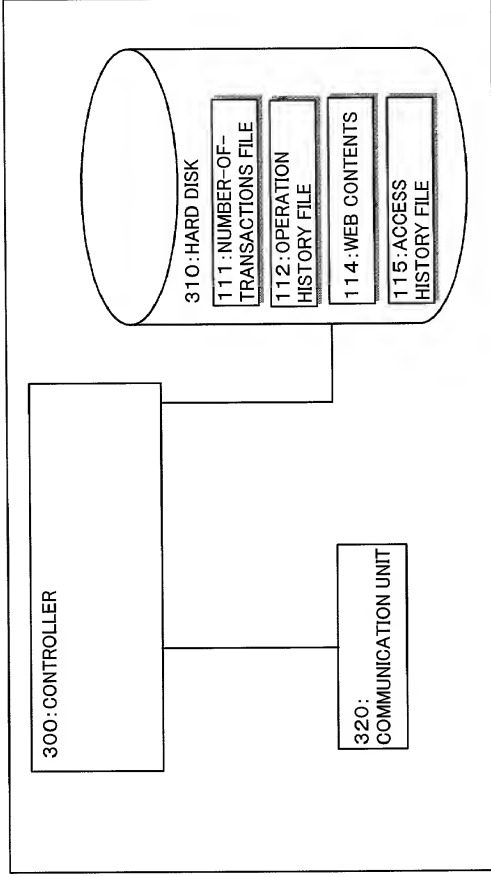 300:CONTROLLER
320:
COMMUNICATION UNIT
310:HARD DISK
111:NUMBER-OF-
TRANSACTIONS FILE
112:OPERATION
HISTORY FILE
114:WEB CONTENTS
115:ACCESS
HISTORY FILE